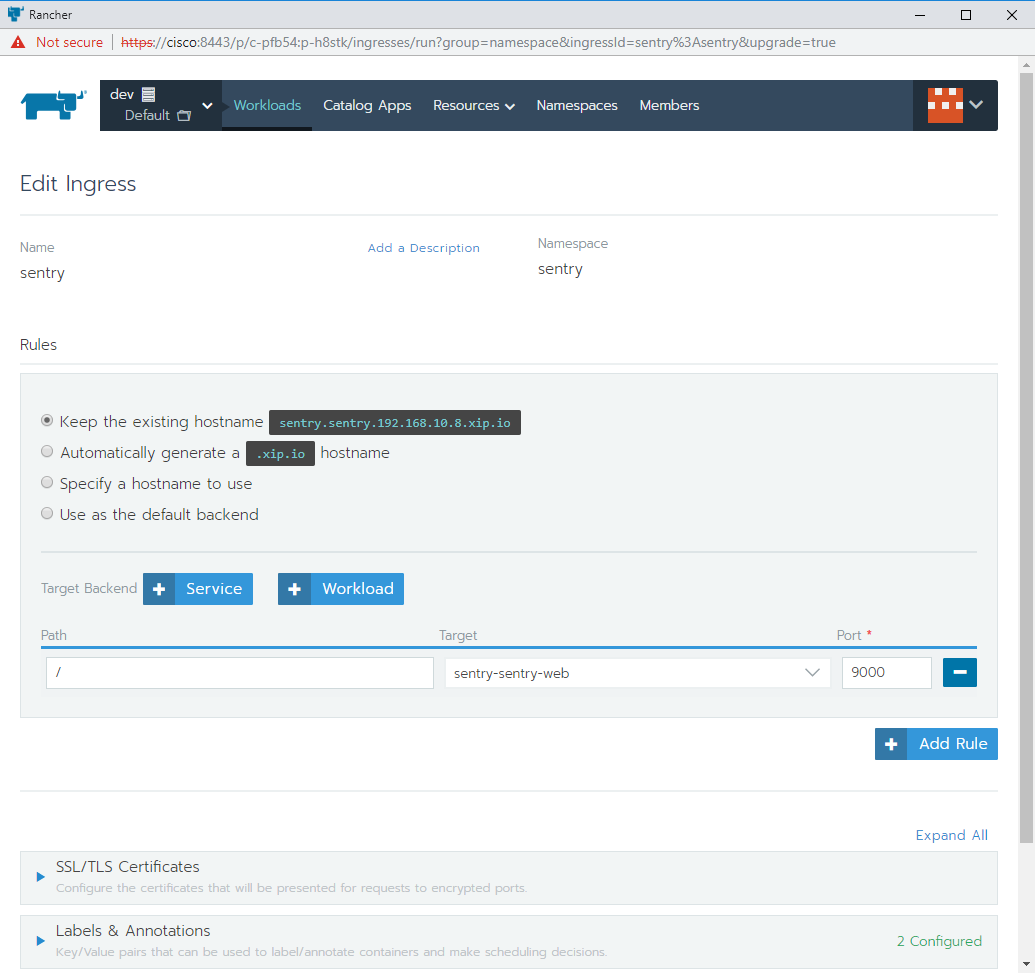 Rancher
Not secure https://cisco:8443/p/c-pfb54:p-h8stk/ingresses/run?group=namespace&ingressId=sentry%3Asentry&upgrade=true
dev
Default
Workloads Catalog Apps Resources Namespaces Members
Edit Ingress
Name Add a Description Namespace
sentry sentry
Rules
Keep the existing hostname sentry.sentry.192.168.10.8.xip.io
Automatically generate a .xip.io hostname
Specify a hostname to use
Use as the default backend
Target Backend + Service + Workload
Path Target Port *
/ sentry-sentry-web 9000
+ Add Rule
Expand All
SSL/TLS Certificates
Configure the certificates that will be presented for requests to encrypted ports.
Labels & Annotations
Key/Value pairs that can be used to label/annotate containers and make scheduling decisions.
2 Configured